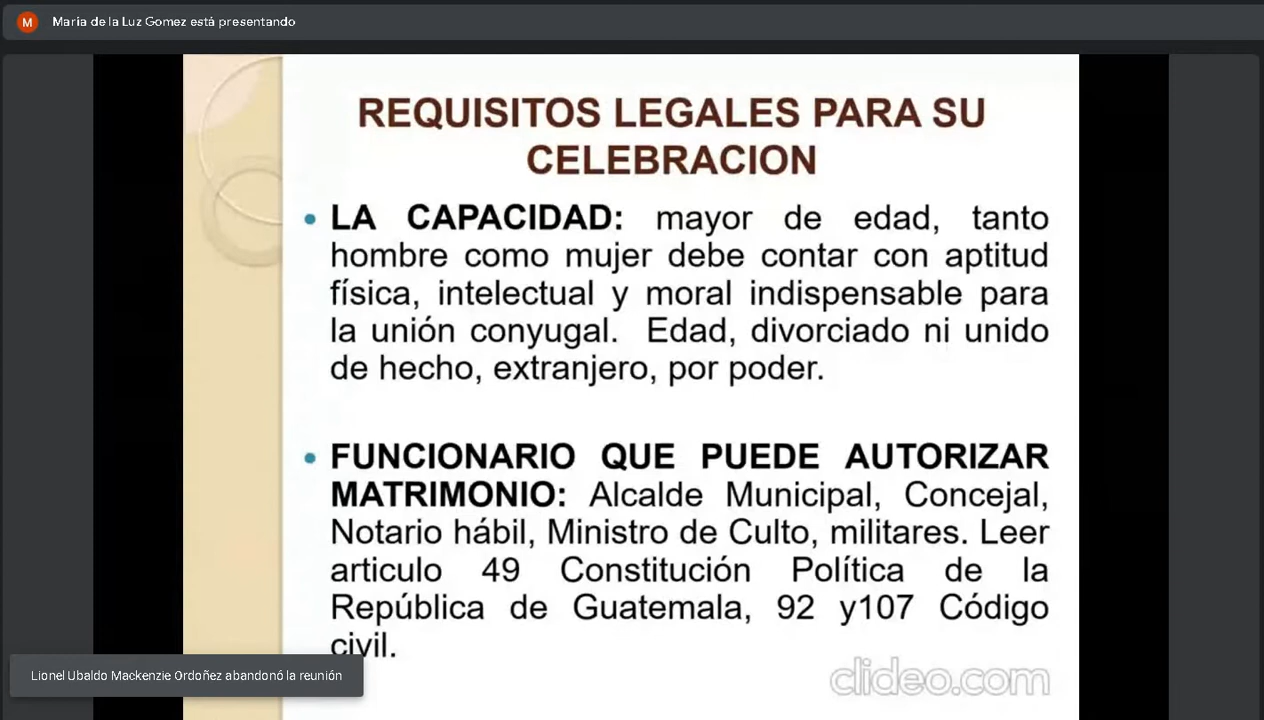 M
Maria de la Luz Gomez está presentando
REQUISITOS LEGALES PARA SU
CELEBRACION
• LA CAPACIDAD: mayor de edad, tanto
hombre como mujer debe contar con aptitud
física, intelectual y moral indispensable para
la unión conyugal. Edad, divorciado ni unido
de hecho, extranjero, por poder.
• FUNCIONARIO QUE PUEDE AUTORIZAR
MATRIMONIO: Alcalde Municipal, Concejal,
Notario hábil, Ministro de Culto, militares. Leer
articulo 49 Constitución Política de la
República de Guatemala, 92 y107 Código
civil.
Lionel Ubaldo Mackenzie Ordoñez abandonó la reunión
clideo.com